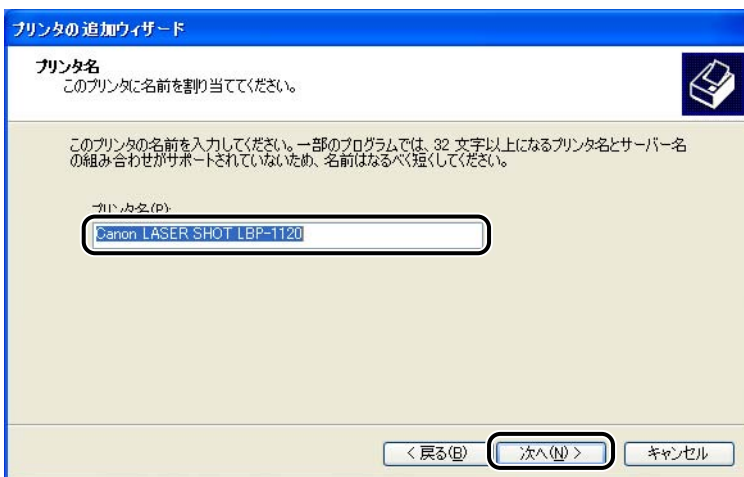 プリンタの追加ウィザード
プリンタ名
このプリンタに名前を割り当ててください。
このプリンタの名前を入力してください。一部のプログラムでは、32 文字以上になるプリンタ名とサーバー名
の組み合わせがサポートされていないため、名前はなるべく短くしてください。
プリンタ名(P):
Canon LASER SHOT LBP-1120
< 戻る(B) 次へ(N) > キャンセル